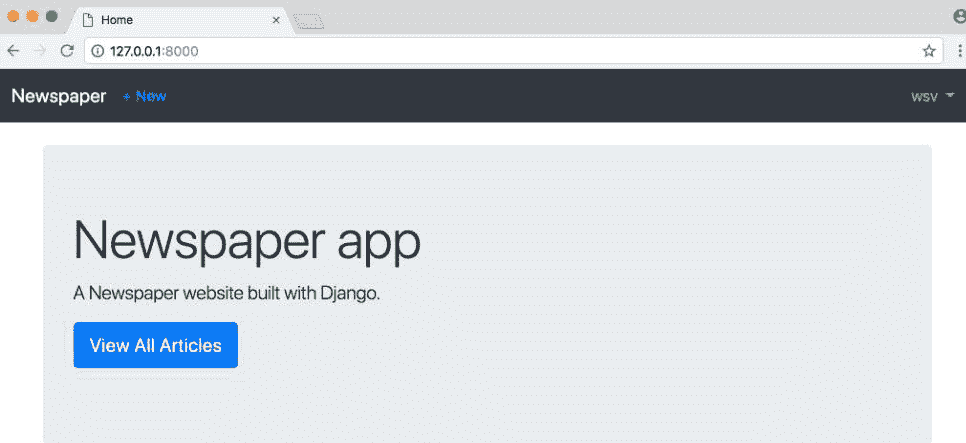 Home
127.0.0.1:8000
Newspaper + New wsv
Newspaper app
A Newspaper website built with Django.
View All Articles